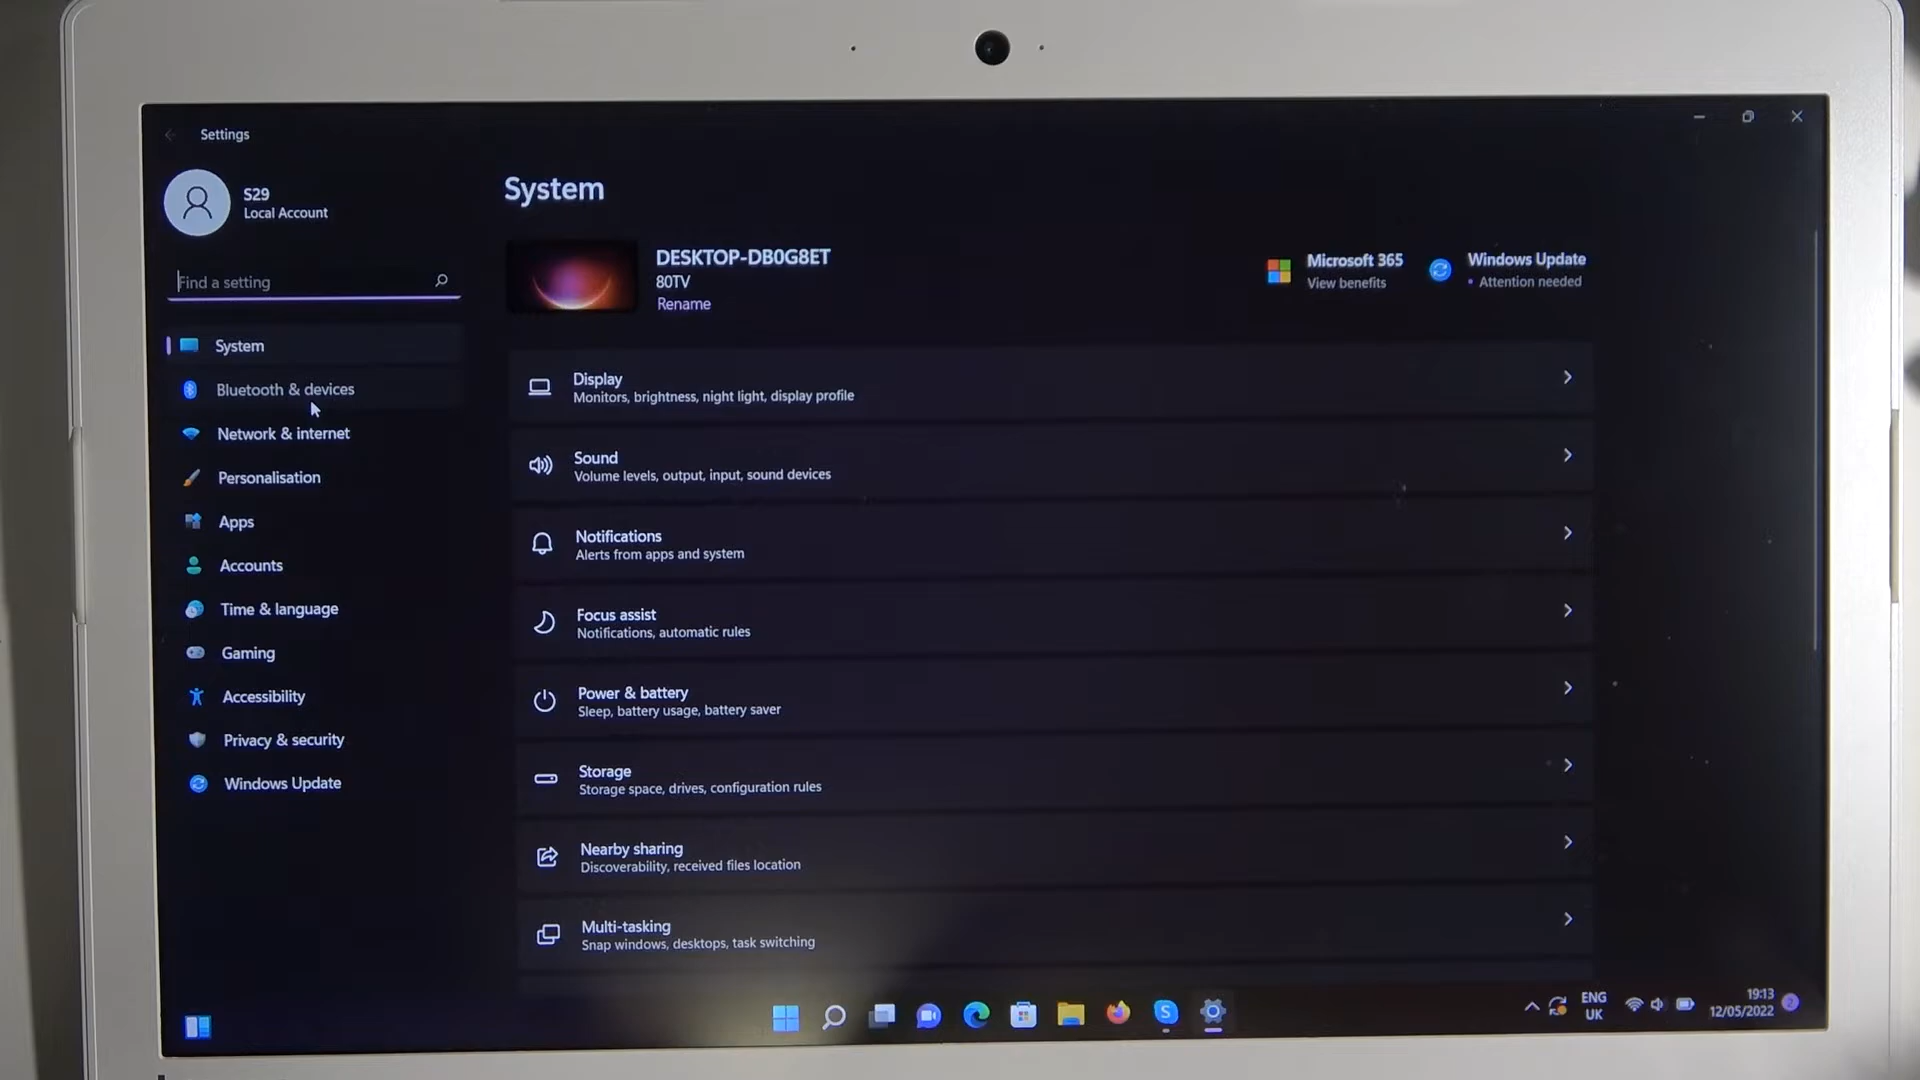 Settings
S29
Local Account
Find a setting
System
Bluetooth & devices
Network & internet
Personalisation
Apps
Accounts
Time & language
Gaming
Accessibility
Privacy & security
Windows Update
System
DESKTOP-DB0G8ET
80TV
Rename
Microsoft 365
View benefits
Windows Update
• Attention needed
Display
Monitors, brightness, night light, display profile
Sound
Volume levels, output, input, sound devices
Notifications
Alerts from apps and system
Focus assist
Notifications, automatic rules
Power & battery
Sleep, battery usage, battery saver
Storage
Storage space, drives, configuration rules
Nearby sharing
Discoverability, received files location
Multi-tasking
Snap windows, desktops, task switching
S
ENG
UK
19:13
12/05/2022
2